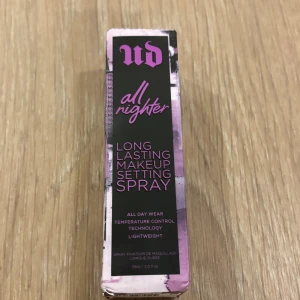 UD
all
nighter
LONG
LASTING
MAKEUP
SETTING
SPRAY
ALL DAY WEAR
TEMPERATURE CONTROL
TECHNOLOGY
LIGHTWEIGHT